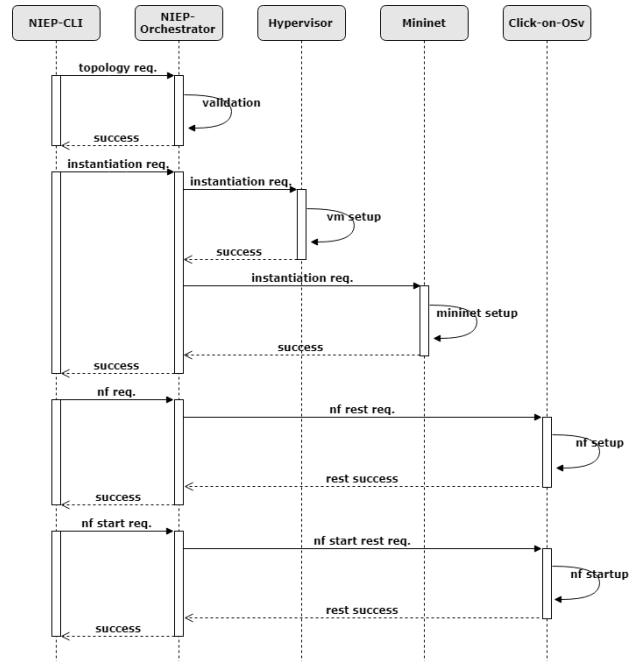 NIEP-CLI
NIEP-
Orchestrator
Hypervisor
Mininet
Click-on-OSv
topology req.
validation
success
instantiation req.
instantiation req.
vm setup
success
instantiation req.
mininet setup
success
success
nf req.
nf rest req.
nf setup
rest success
success
nf start req.
nf start rest req.
nf startup
rest success
success